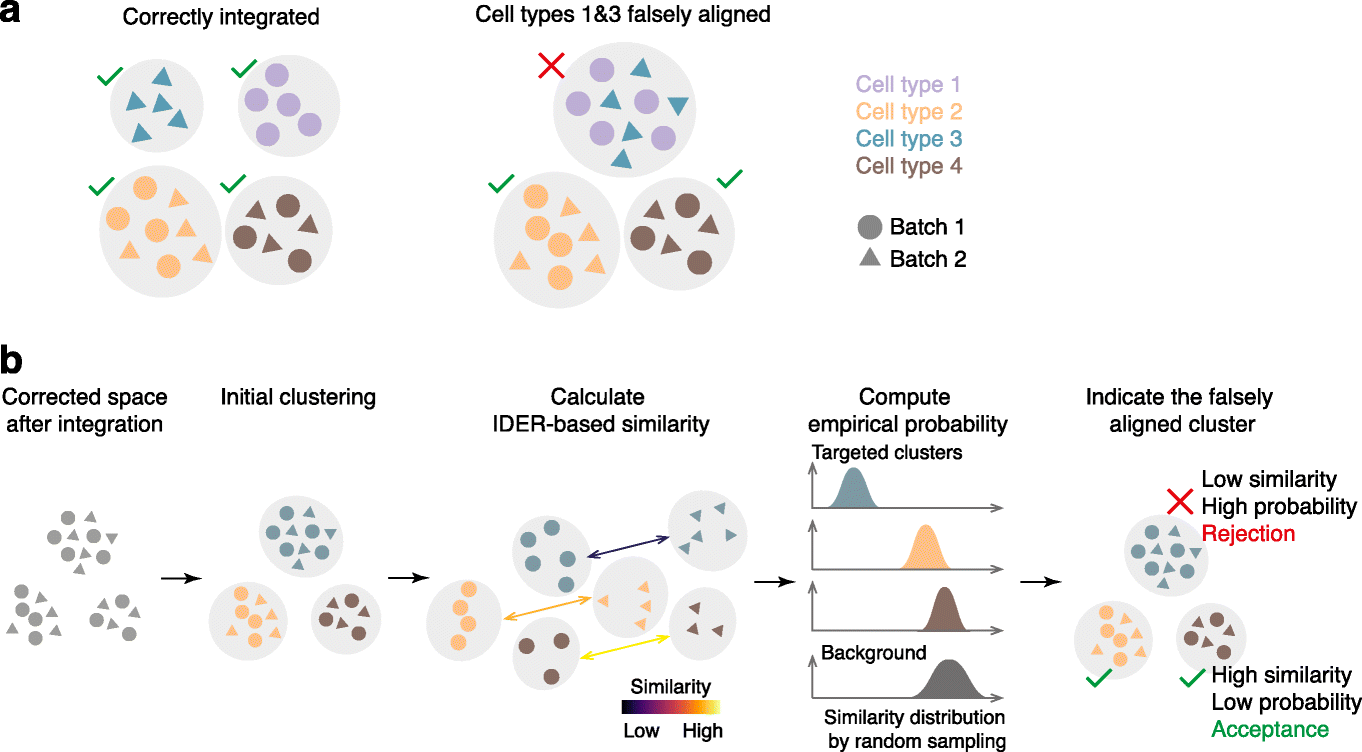 a
Correctly integrated
Cell types 1&3 falsely aligned
Cell type 1
Cell type 2
Cell type 3
Cell type 4
Batch 1
Batch 2
b
Corrected space
after integration
Initial clustering
Calculate
IDER-based similarity
Similarity
Low
High
Compute
empirical probability
Targeted clusters
Background
Similarity distribution
by random sampling
Indicate the falsely
aligned cluster
Low similarity
High probability
Rejection
High similarity
Low probability
Acceptance